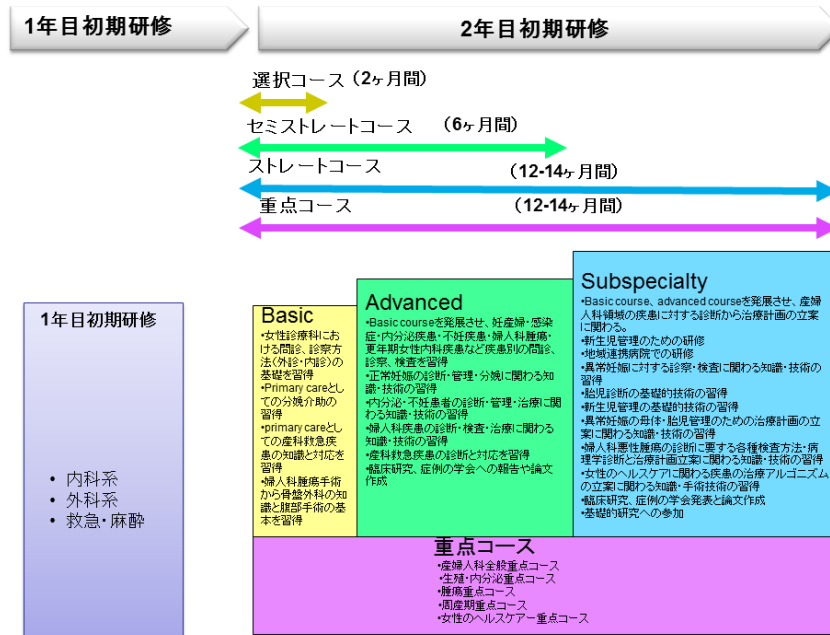 1年目初期研修
2年目初期研修
選択コース（2ヶ月間）
セミストレートコース （6ヶ月間）
ストレートコース （12-14ヶ月間）
重点コース （12-14ヶ月間）
1年目初期研修
• 内科系
• 外科系
• 救急・麻酔
Basic
•女性診療科にお
ける問診、診察方
法(外診・内診)の
基礎を習得
•Primary careとし
ての分娩介助の
習得
•primary careとし
ての産科救急疾
患の知識と対応を
習得
•婦人科腫瘍手術
から骨盤外科の知
識と腹部手術の基
本を習得
Advanced
•Basic courseを発展させ、妊産婦・感染
症・内分泌疾患・不妊疾患・婦人科腫瘍・
更年期女性内科疾患など疾患別の問診、
診察、検査を習得
•正常妊娠の診断・管理・分娩に関わる知
識・技術の習得
•内分泌・不妊患者の診断・管理・治療に関
わる知識・技術の習得
•婦人科疾患の診断・検査・治療に関わる
知識・技術の習得
•産科救急疾患の診断と対応を習得
•臨床研究、症例の学会への報告や論文
作成
Subspecialty
•Basic course、advanced courseを発展させ、産婦
人科領域の疾患に対する診断から治療計画の立案
に関わる。
•新生児管理のための研修
•地域連携病院での研修
•異常妊娠に対する診察・検査に関わる知識・技術の
習得
•胎児診断の基礎的技術の習得
•新生児管理の基礎的技術の習得
•異常妊娠の母体・胎児管理のための治療計画の立
案に関わる知識・技術の習得
•婦人科悪性腫瘍の診断に要する各種検査方法・病
理学診断と治療計画立案に関わる知識・技術の習得
•女性のヘルスケアに関わる疾患の治療アルゴニズム
の立案に関わる知識・手術技術の習得
•臨床研究、症例の学会発表と論文作成
•基礎的研究への参加
重点コース
•産婦人科全般重点コース
•生殖・内分泌重点コース
•腫瘍重点コース
•周産期重点コース
•女性のヘルスケアー重点コース